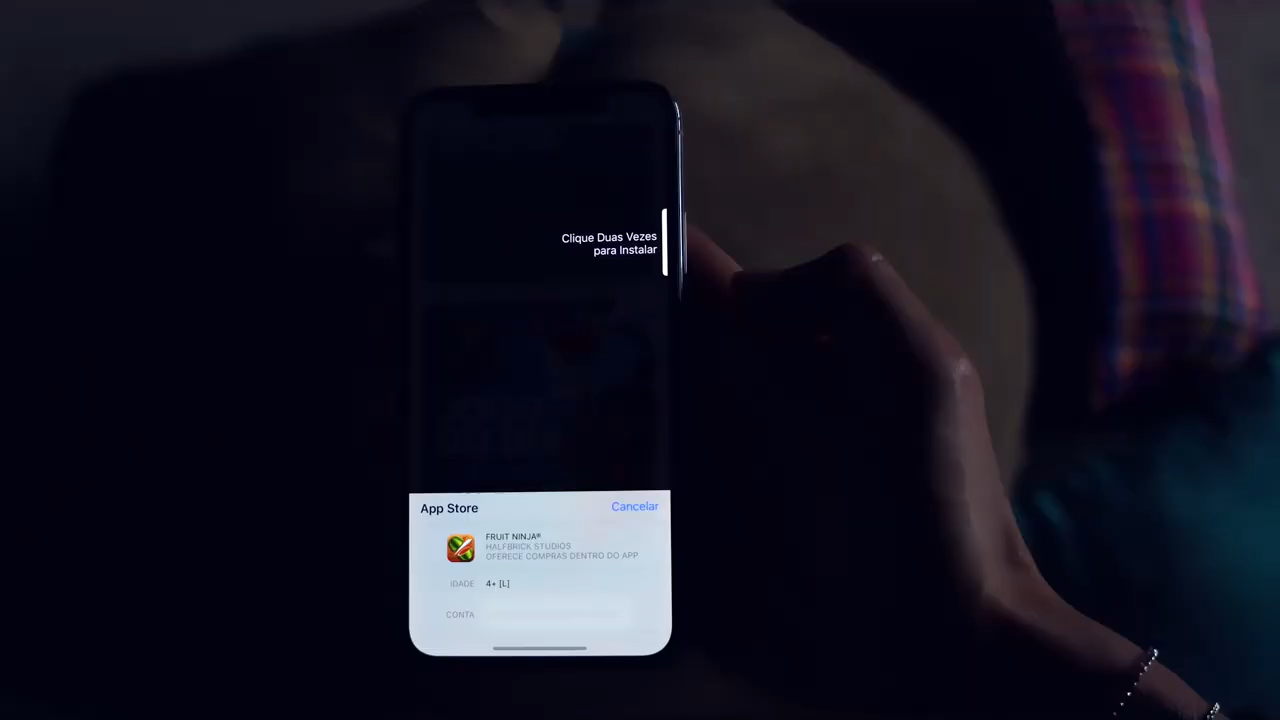 Clique Duas Vezes
para Instalar
App Store
Cancelar
FRUIT NINJA®
HALFBRICK STUDIOS
OFERECE COMPRAS DENTRO DO APP
IDADE 4+ [L]
CONTA